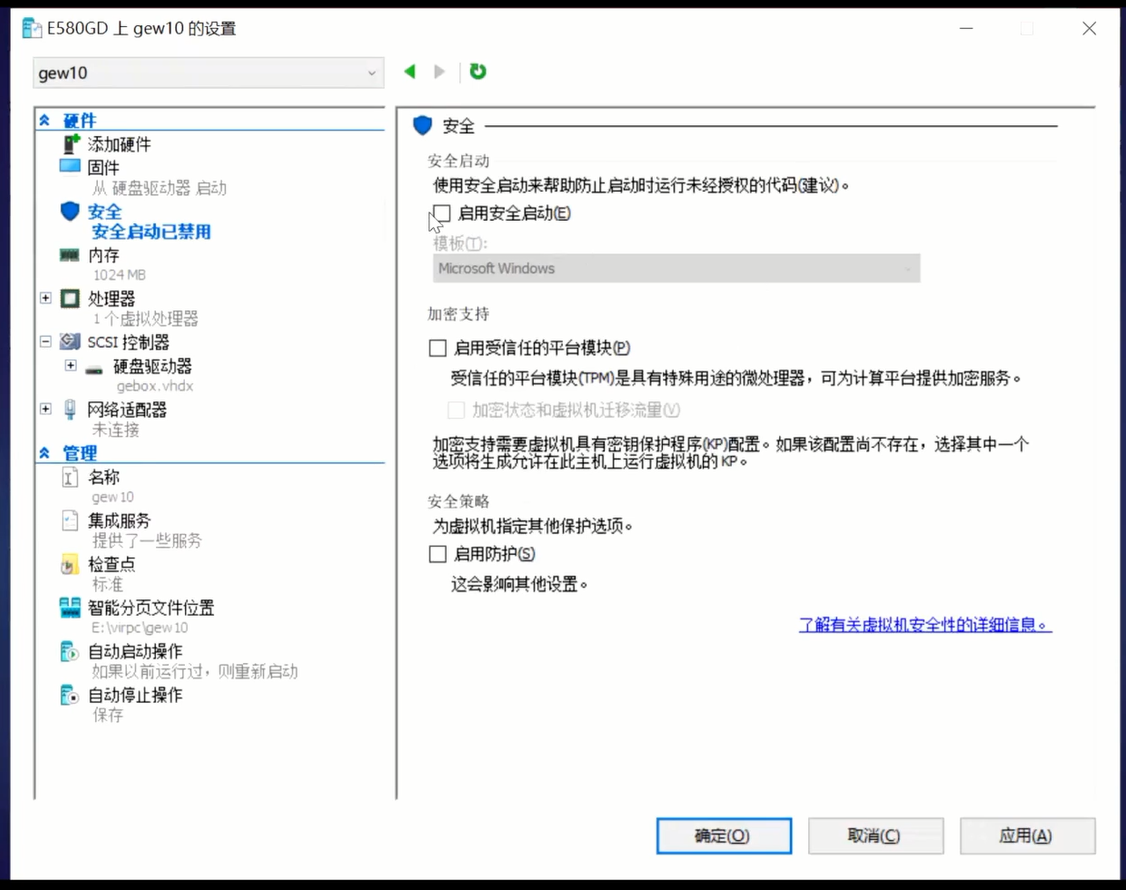 E580GD 上 gew10 的设置
gew10
硬件
添加硬件
固件
从 硬盘驱动器 启动
安全
安全启动已禁用
内存
1024 MB
处理器
1 个虚拟处理器
SCSI 控制器
硬盘驱动器
gebox.vhdx
网络适配器
未连接
管理
名称
gew10
集成服务
提供了一些服务
检查点
标准
智能分页文件位置
E:\virpc\gew10
自动启动操作
如果以前运行过，则重新启动
自动停止操作
保存
安全
安全启动
使用安全启动来帮助防止启动时运行未经授权的代码(建议)。
启用安全启动(E)
模板(T):
Microsoft Windows
加密支持
启用受信任的平台模块(P)
受信任的平台模块(TPM)是具有特殊用途的微处理器，可为计算平台提供加密服务。
加密状态和虚拟机迁移流量(V)
加密支持需要虚拟机具有密钥保护程序(KP)配置。如果该配置尚不存在，选择其中一个
选项将生成允许在此主机上运行虚拟机的 KP。
安全策略
为虚拟机指定其他保护选项。
启用防护(S)
这会影响其他设置。
了解有关虚拟机安全性的详细信息。
确定(O)
取消(C)
应用(A)